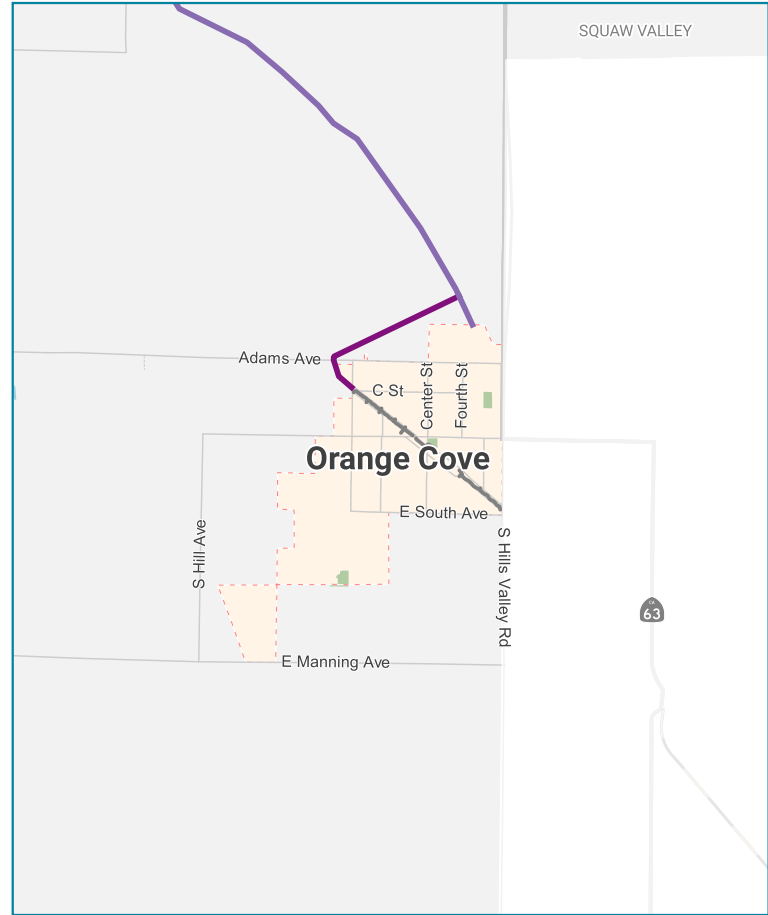 SQUAW VALLEY
Adams Ave
C St
Center St
Fourth St
Orange Cove
E South Ave
S Hill Ave
S Hills Valley Rd
CA
63
E Manning Ave